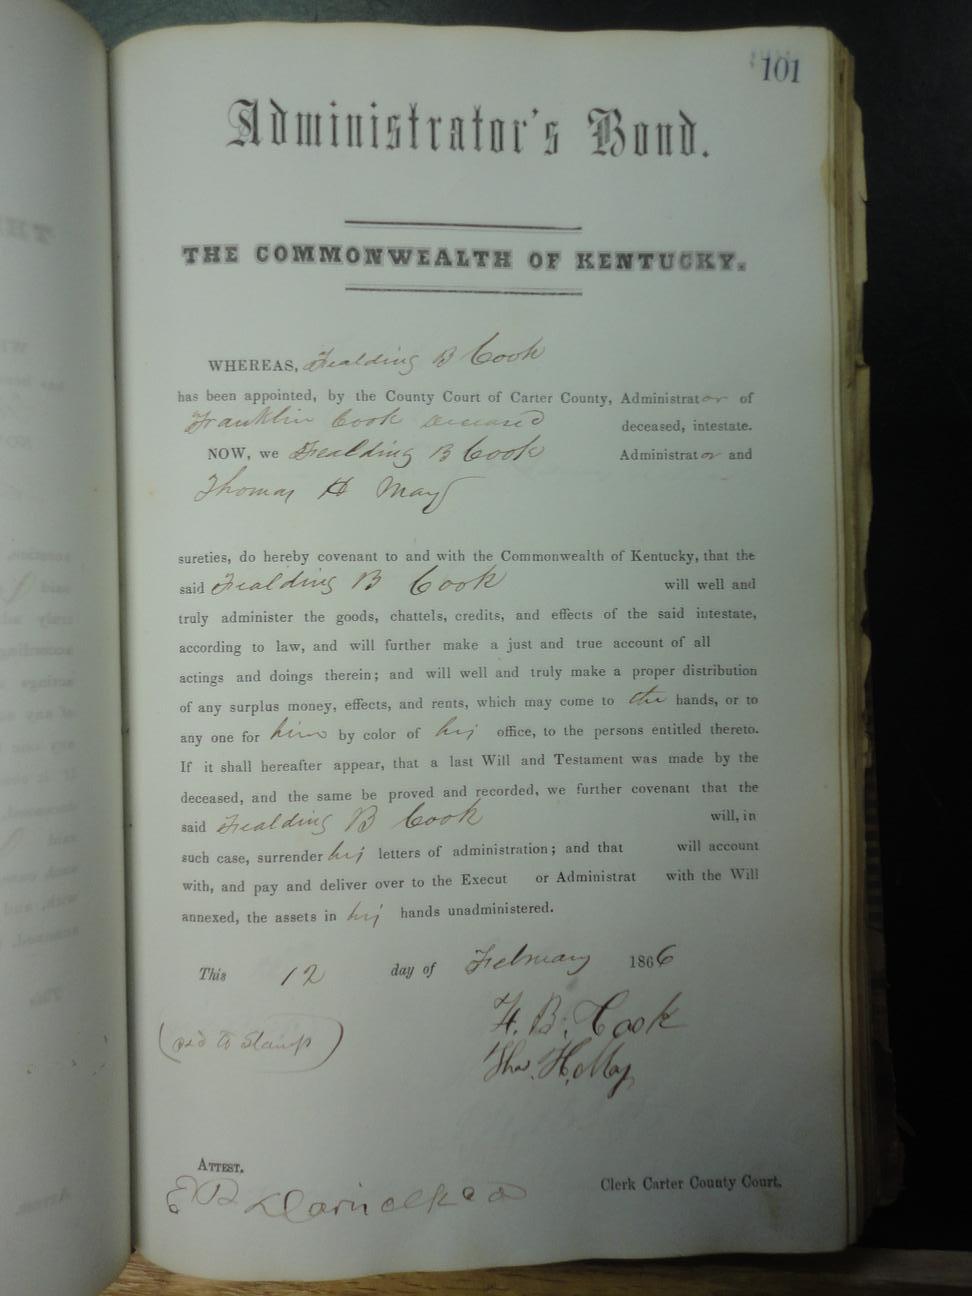 101
Administrator's Bond.
THE COMMONWEALTH OF KENTUCKY.
WHEREAS, Fealding B Cook
has been appointed, by the County Court of Carter County, Administrator of
Franklin Cook deceased deceased, intestate.
NOW, we Fealding B Cook Administrator and
Thomas H May
sureties, do hereby covenant to and with the Commonwealth of Kentucky, that the
said Fealding B Cook will well and
truly administer the goods, chattels, credits, and effects of the said intestate,
according to law, and will further make a just and true account of all
actings and doings therein; and will well and truly make a proper distribution
of any surplus money, effects, and rents, which may come to the hands, or to
any one for him by color of his office, to the persons entitled thereto.
If it shall hereafter appear, that a last Will and Testament was made by the
deceased, and the same be proved and recorded, we further covenant that the
said Fealding B Cook will, in
such case, surrender his letters of administration; and that will account
with, and pay and deliver over to the Execut or Administrat with the Will
annexed, the assets in his hands unadministered.
This 12 day of February 1866
F. B. Cook
(Stamp)
Thos. H. May
ATTEST.
E B Clerk Carter County Court.